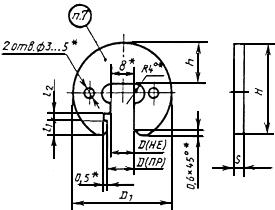 п.7
2 отв.ф3...5*
8*
R4°*
h
H
l2
l1
D(НЕ)
D(ПР)
0,5*
0,6×45°*
S
D1